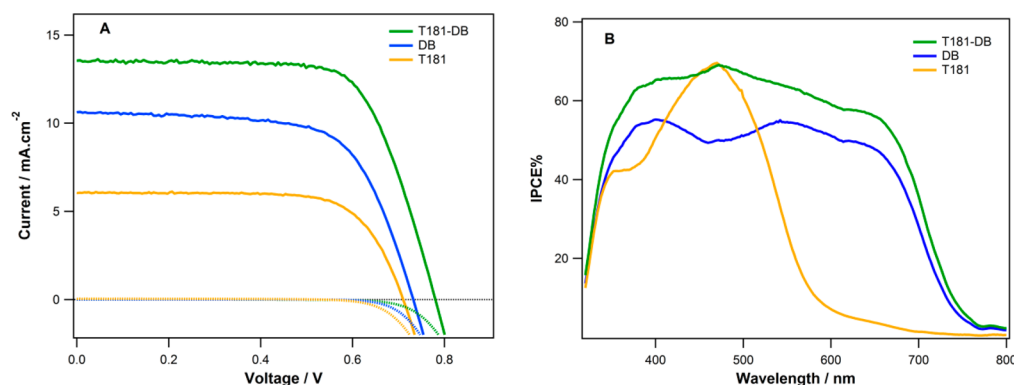 A
T181-DB
DB
T181
15
10
5
0
0.0
0.2
0.4
0.6
0.8
Current / mA.cm-2
Voltage / V
B
T181-DB
DB
T181
80
60
40
20
400
500
600
700
800
IPCE%
Wavelength / nm